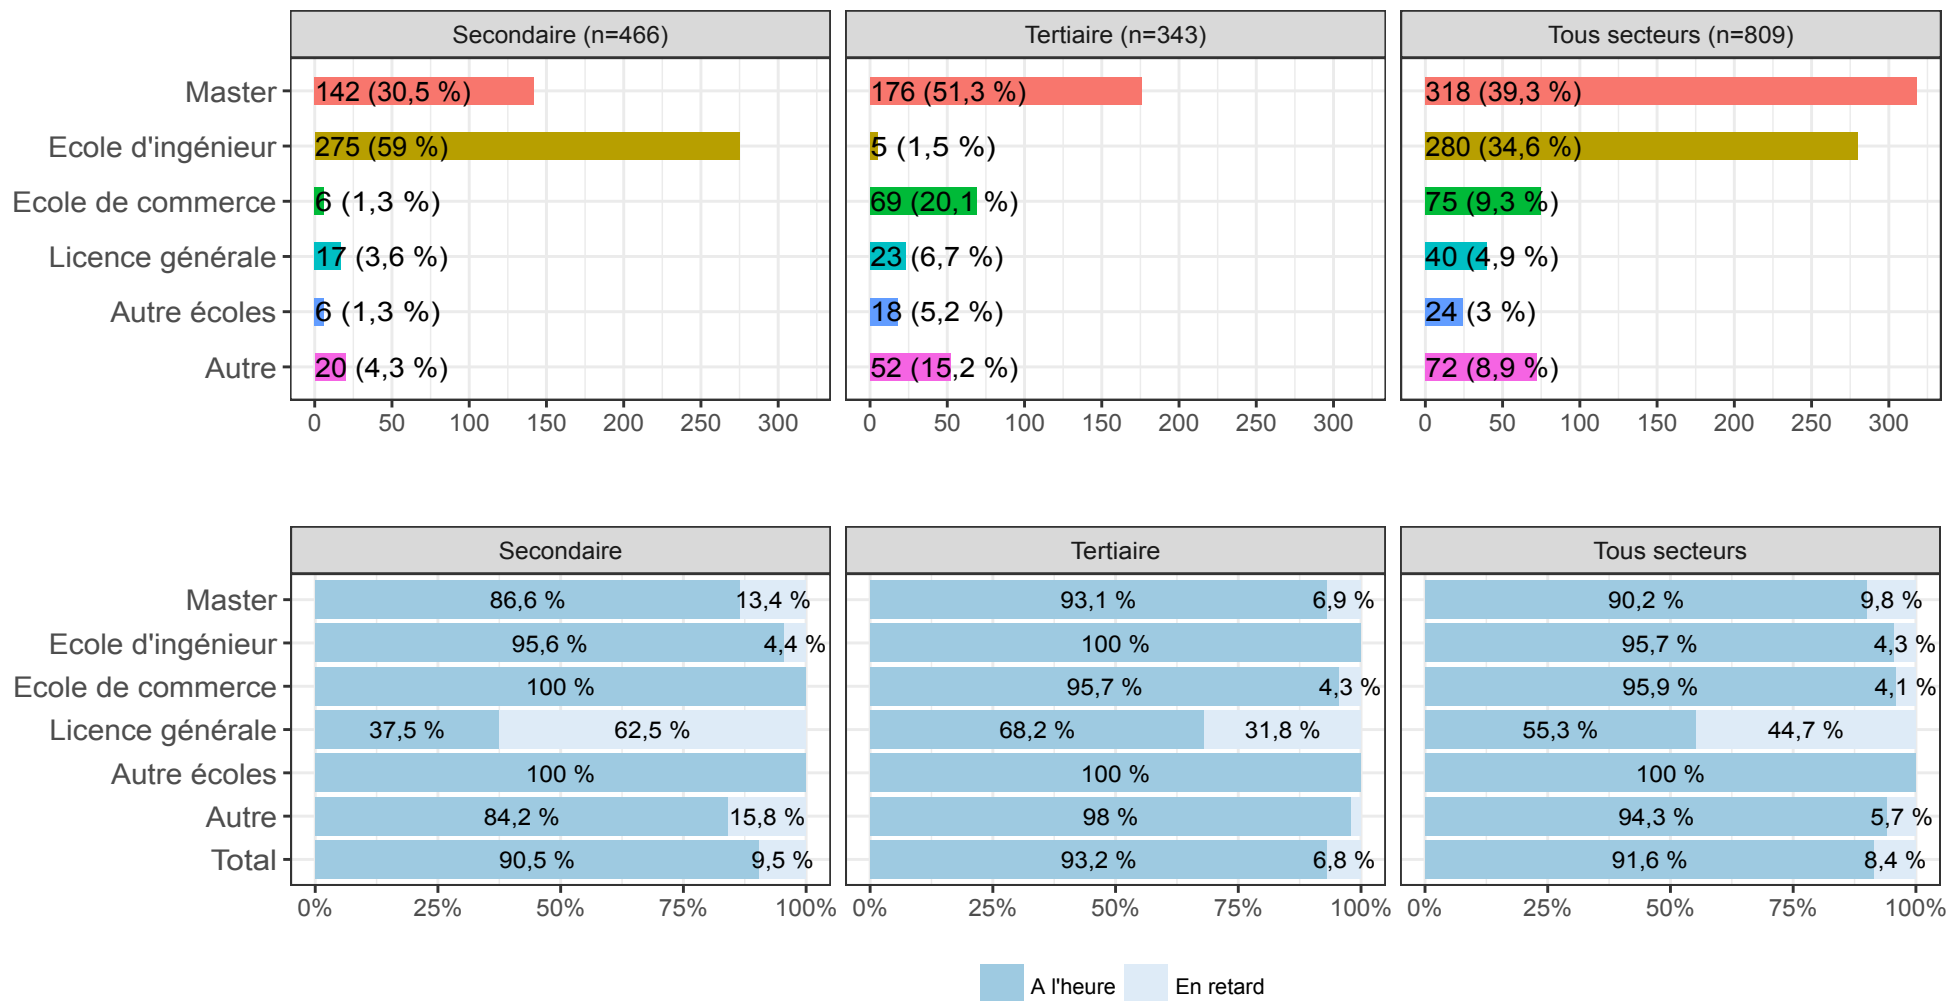 Secondaire (n=466) Tertiaire (n=343) Tous secteurs (n=809)
Master 142 (30,5 %) 176 (51,3 %) 318 (39,3 %)
Ecole d'ingénieur 275 (59 %) 5 (1,5 %) 280 (34,6 %)
Ecole de commerce 6 (1,3 %) 69 (20,1 %) 75 (9,3 %)
Licence générale 17 (3,6 %) 23 (6,7 %) 40 (4,9 %)
Autre écoles 6 (1,3 %) 18 (5,2 %) 24 (3 %)
Autre 20 (4,3 %) 52 (15,2 %) 72 (8,9 %)
0 50 100 150 200 250 300 0 50 100 150 200 250 300 0 50 100 150 200 250 300
Secondaire Tertiaire Tous secteurs
Master 86,6 % 13,4 % 93,1 % 6,9 % 90,2 % 9,8 %
Ecole d'ingénieur 95,6 % 4,4 % 100 % 95,7 % 4,3 %
Ecole de commerce 100 % 95,7 % 4,3 % 95,9 % 4,1 %
Licence générale 37,5 % 62,5 % 68,2 % 31,8 % 55,3 % 44,7 %
Autre écoles 100 % 100 % 100 %
Autre 84,2 % 15,8 % 98 % 94,3 % 5,7 %
Total 90,5 % 9,5 % 93,2 % 6,8 % 91,6 % 8,4 %
0% 25% 50% 75% 100% 0% 25% 50% 75% 100% 0% 25% 50% 75% 100%
A l'heure En retard